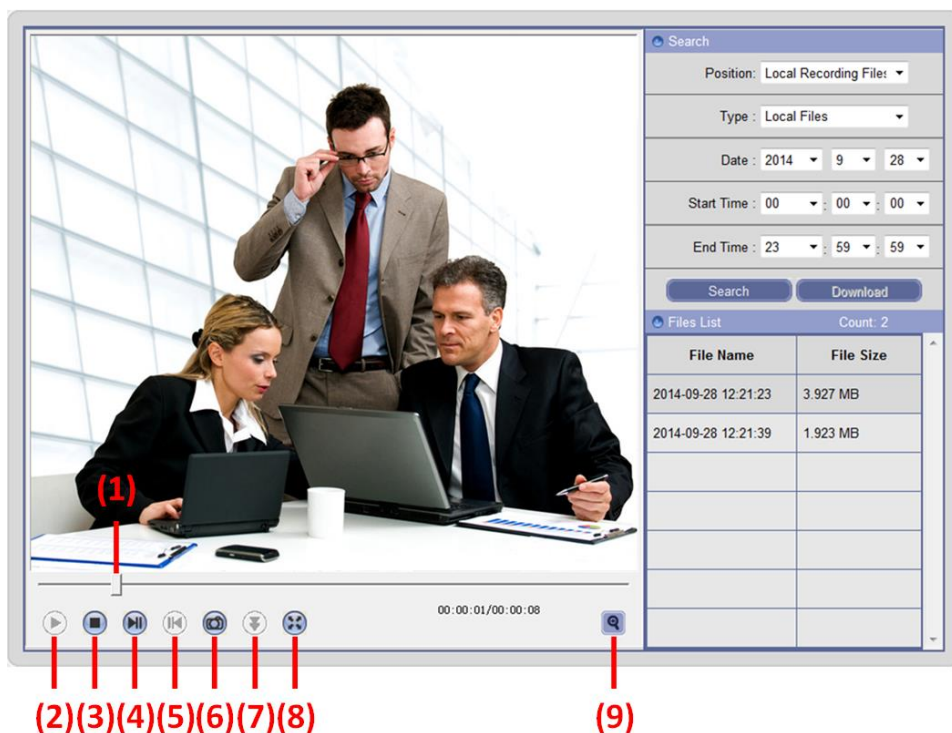 Search
Position: Local Recording Files
Type : Local Files
Date : 2014 9 28
Start Time : 00 : 00 : 00
End Time : 23 : 59 : 59
Search Download
Files List Count: 2
File Name File Size
2014-09-28 12:21:23 3.927 MB
2014-09-28 12:21:39 1.923 MB
(1)
00:00:01/00:00:08
(2)(3)(4)(5)(6)(7)(8) (9)